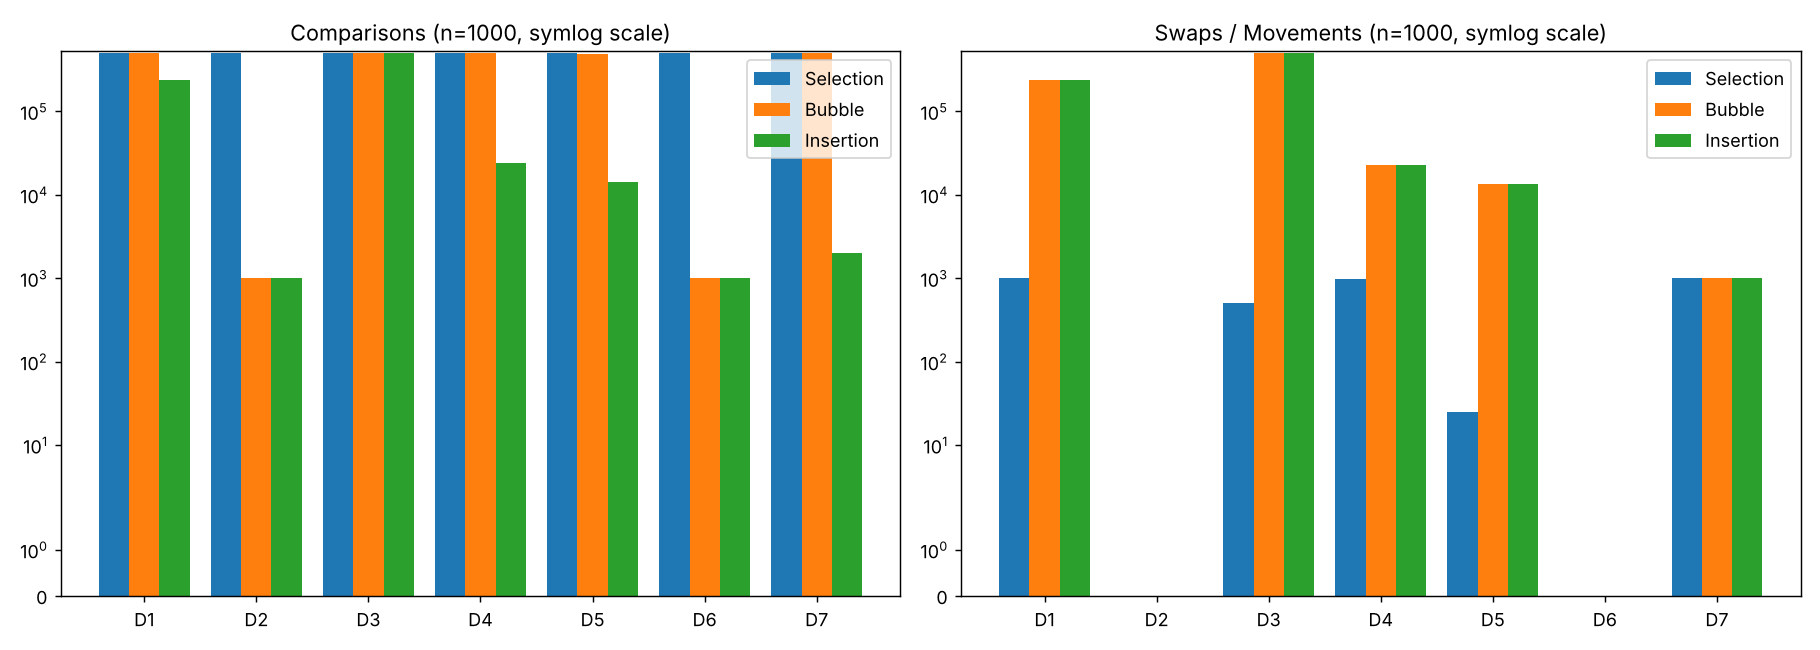 Comparisons (n=1000, symlog scale)
10^5
10^4
10^3
10^2
10^1
10^0
0
Selection
Bubble
Insertion
D1 D2 D3 D4 D5 D6 D7
Swaps / Movements (n=1000, symlog scale)
10^5
10^4
10^3
10^2
10^1
10^0
0
Selection
Bubble
Insertion
D1 D2 D3 D4 D5 D6 D7